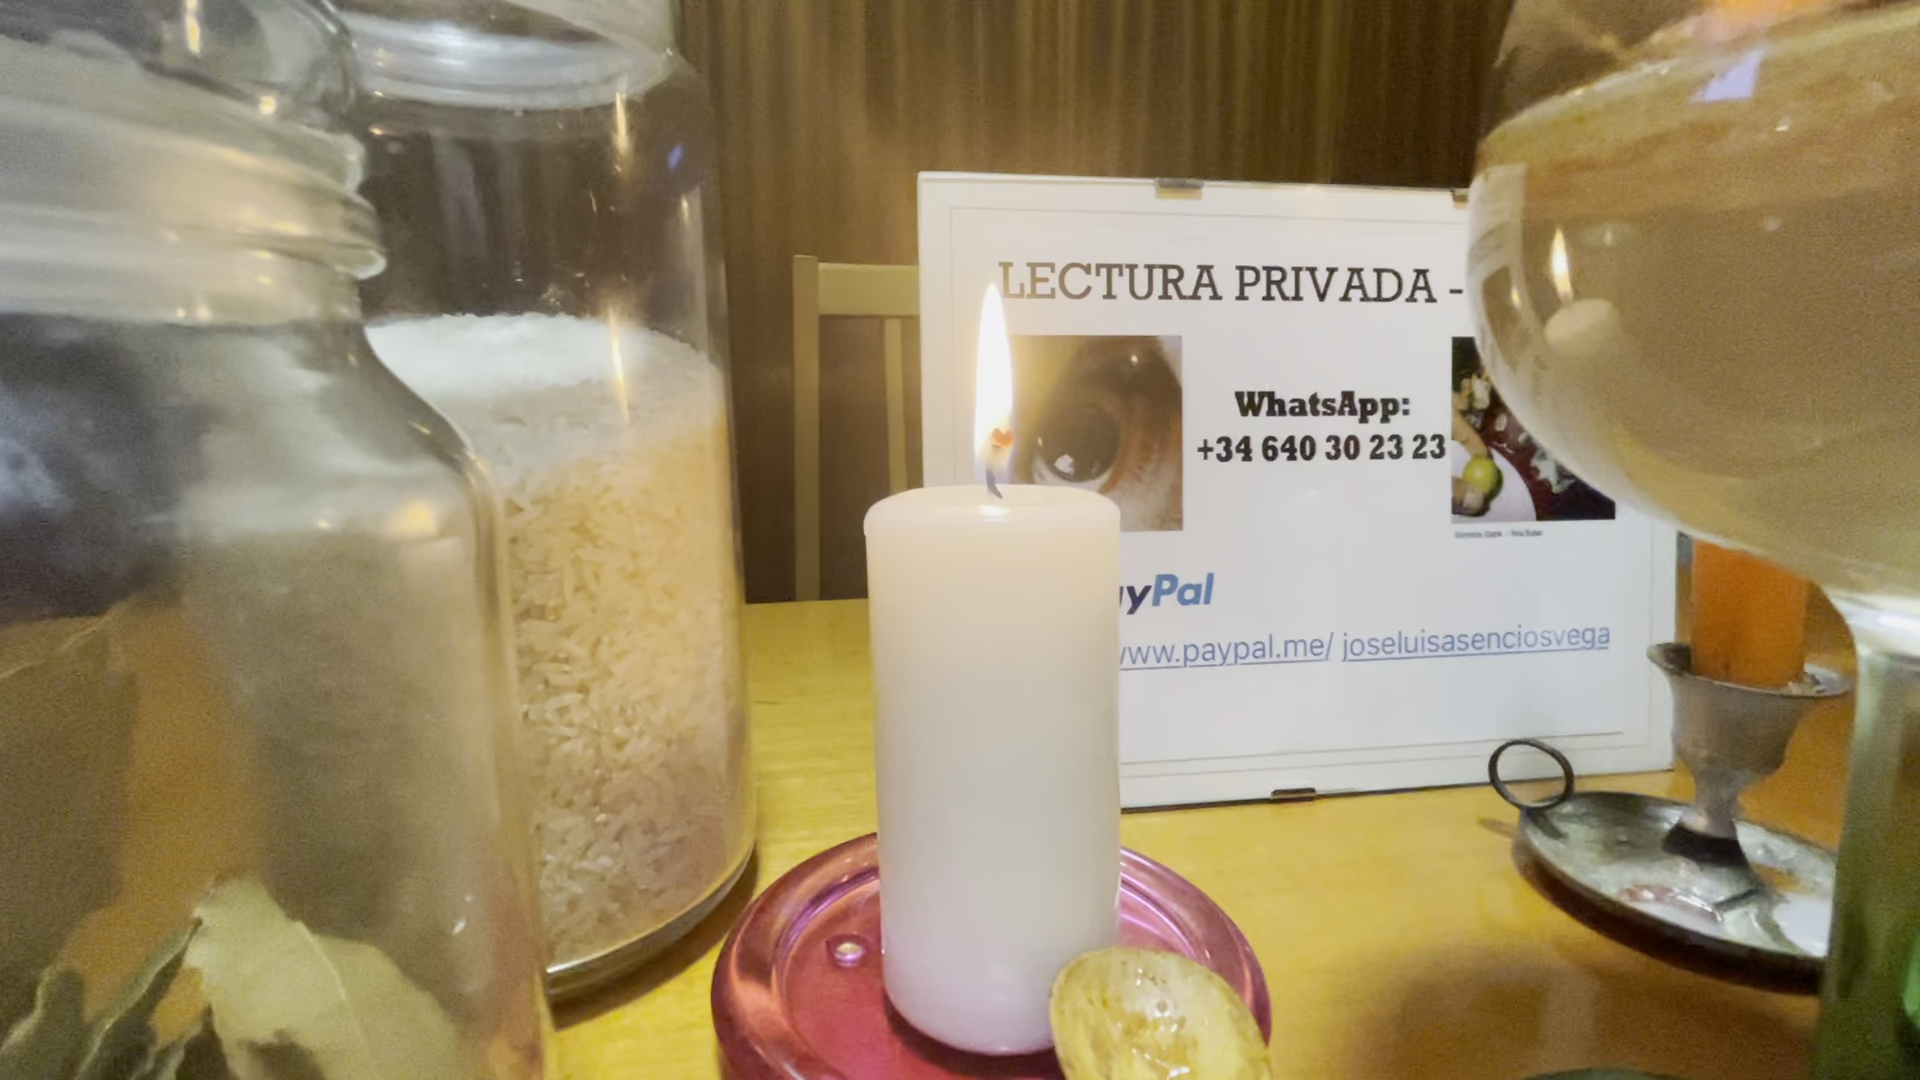 LECTURA PRIVADA -
WhatsApp:
+34 640 30 23 23
yPal
www.paypal.me/ joseluisasenciosvega